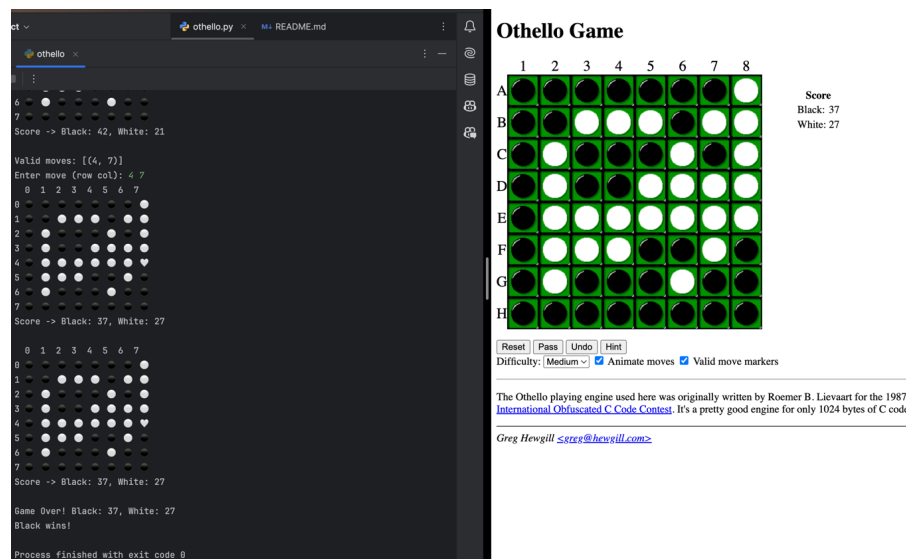 ct
othello.py
README.md
othello
6
7
Score -> Black: 42, White: 21
Valid moves: [(4, 7)]
Enter move (row col): 4 7
0 1 2 3 4 5 6 7
0
1
2
3
4
5
6
7
Score -> Black: 37, White: 27
0 1 2 3 4 5 6 7
0
1
2
3
4
5
6
7
Score -> Black: 37, White: 27
Game Over! Black: 37, White: 27
Black wins!
Process finished with exit code 0
Othello Game
1 2 3 4 5 6 7 8
A
B
C
D
E
F
G
H
Score
Black: 37
White: 27
Reset Pass Undo Hint
Difficulty: Medium Animate moves Valid move markers
The Othello playing engine used here was originally written by Roemer B. Lievaart for the 1987
International Obfuscated C Code Contest. It's a pretty good engine for only 1024 bytes of C code
Greg Hewgill <greg@hewgill.com>